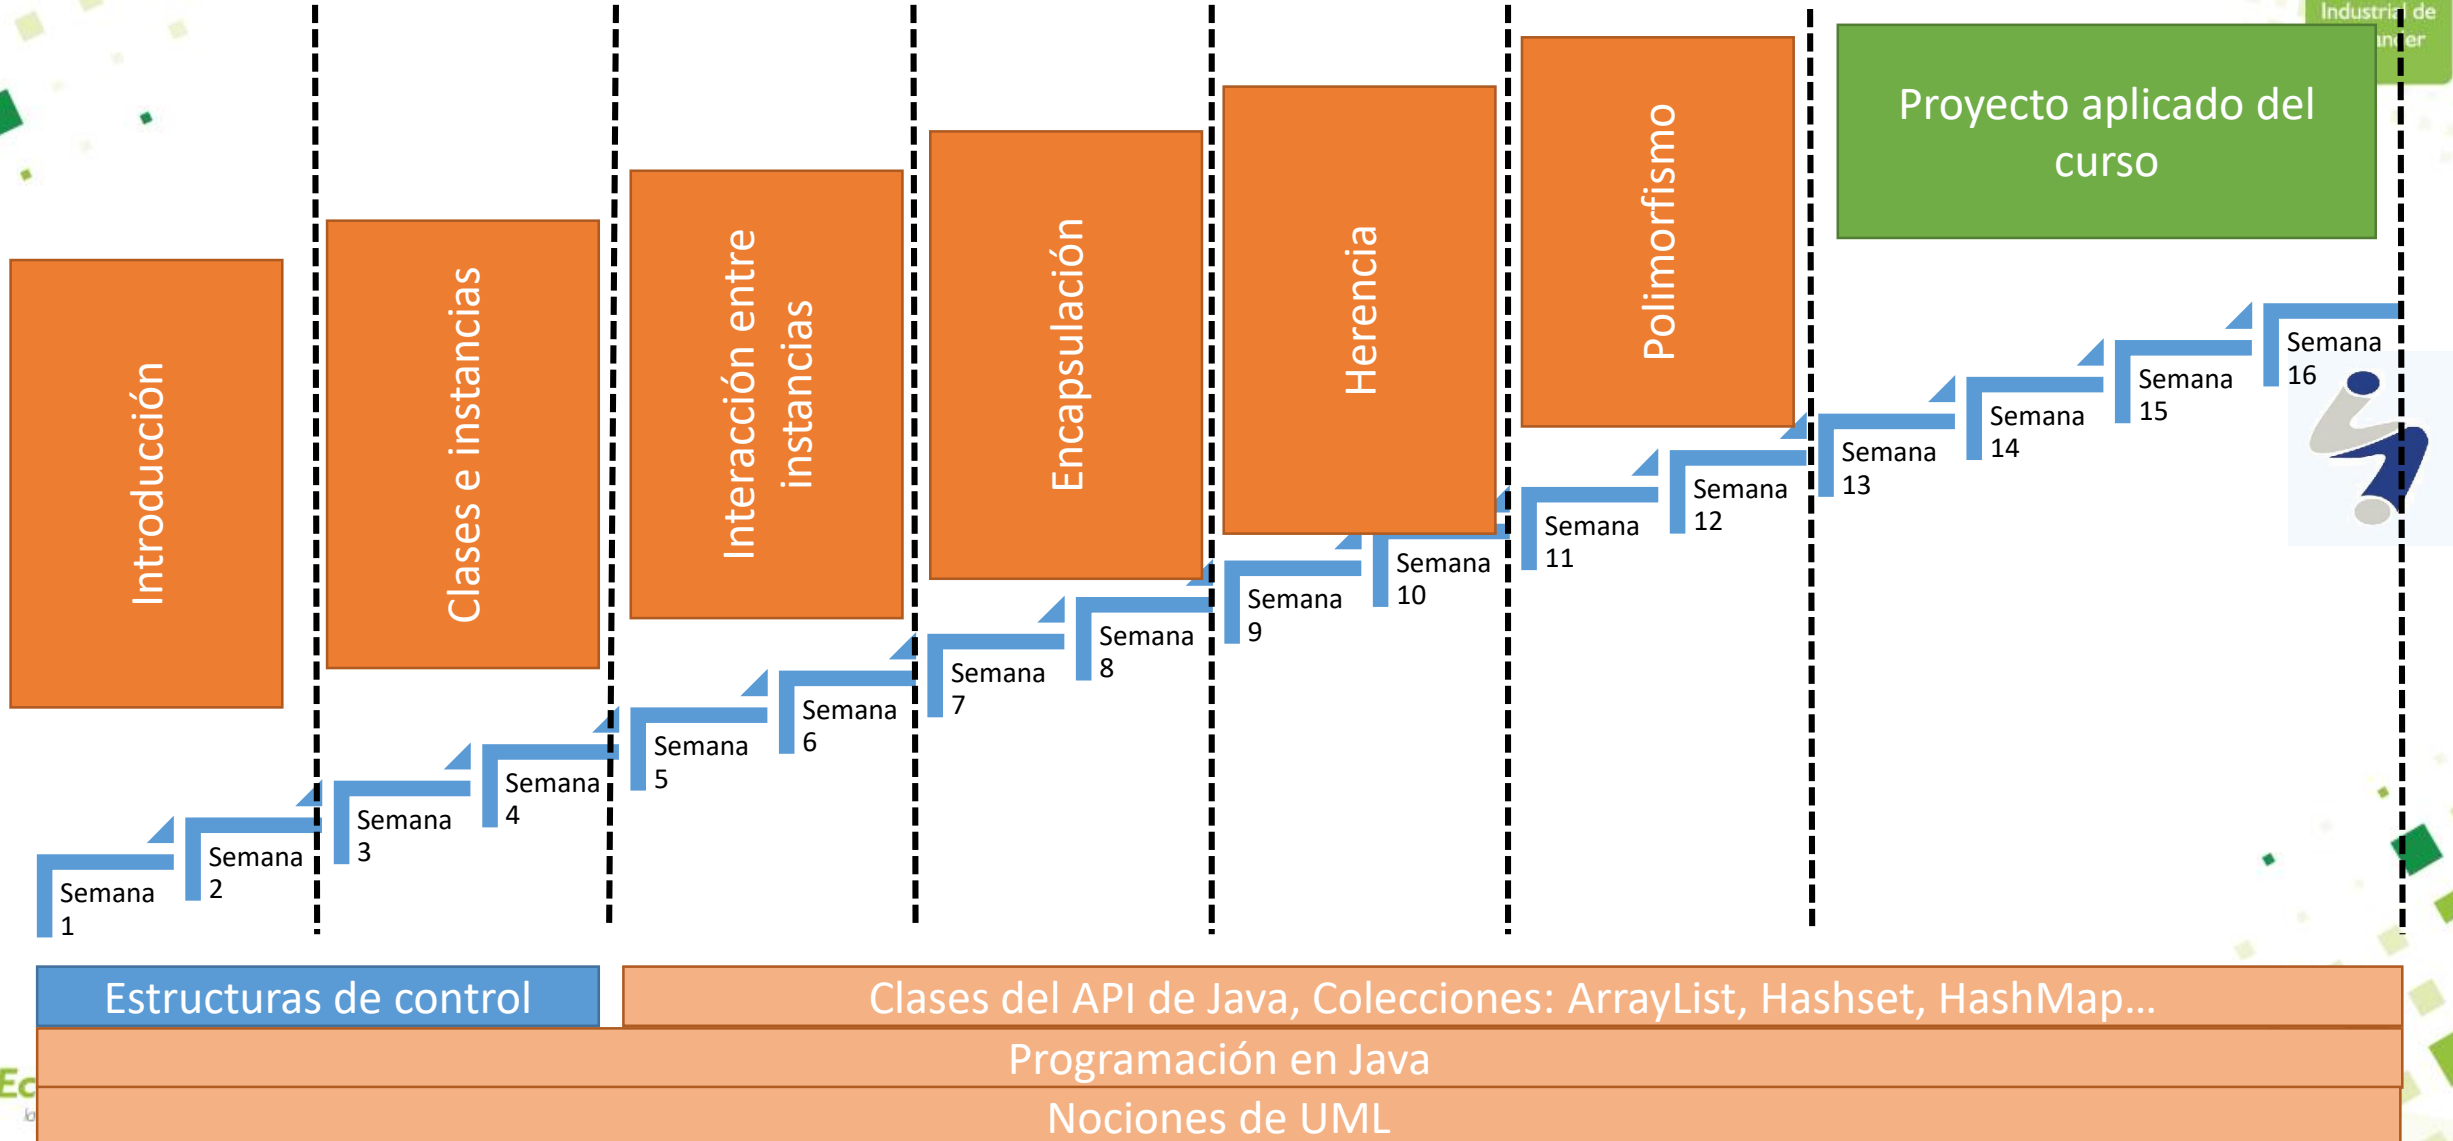 Industrial de
Proyecto aplicado del
curso
Polimorfismo
Herencia
Encapsulación
Interacción entre
instancias
Clases e instancias
Introducción
Semana
1
Semana
2
Semana
3
Semana
4
Semana
5
Semana
6
Semana
7
Semana
8
Semana
9
Semana
10
Semana
11
Semana
12
Semana
13
Semana
14
Semana
15
Semana
16
Estructuras de control
Clases del API de Java, Colecciones: ArrayList, Hashset, HashMap...
Programación en Java
Nociones de UML